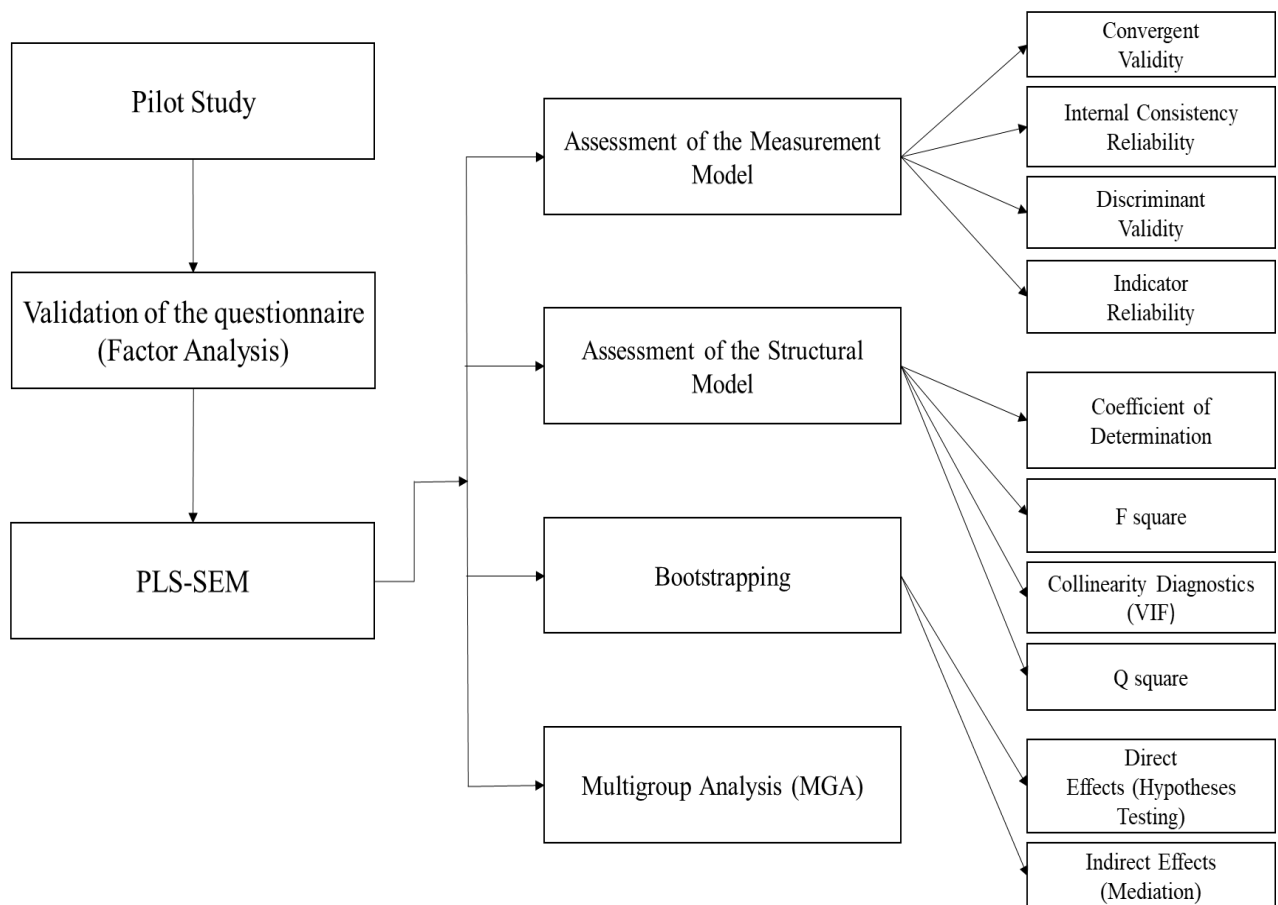 Pilot Study
Validation of the questionnaire
(Factor Analysis)
PLS-SEM
Assessment of the Measurement
Model
Assessment of the Structural
Model
Bootstrapping
Multigroup Analysis (MGA)
Convergent
Validity
Internal Consistency
Reliability
Discriminant
Validity
Indicator
Reliability
Coefficient of
Determination
F square
Collinearity Diagnostics
(VIF)
Q square
Direct
Effects (Hypotheses
Testing)
Indirect Effects
(Mediation)